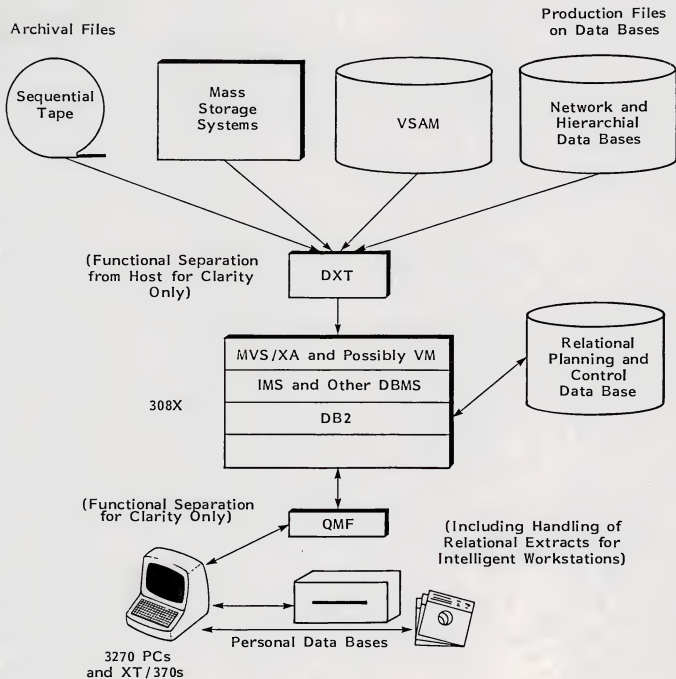 Archival Files
Production Files
on Data Bases
Sequential
Tape
Mass
Storage
Systems
VSAM
Network and
Hierarchial
Data Bases
(Functional Separation
from Host for Clarity
Only)
DXT
MVS/XA and Possibly VM
IMS and Other DBMS
DB2
308X
Relational
Planning and
Control
Data Base
(Functional Separation
for Clarity Only)
QMF
(Including Handling of
Relational Extracts for
Intelligent Workstations)
Personal Data Bases
3270 PCs
and XT/370s